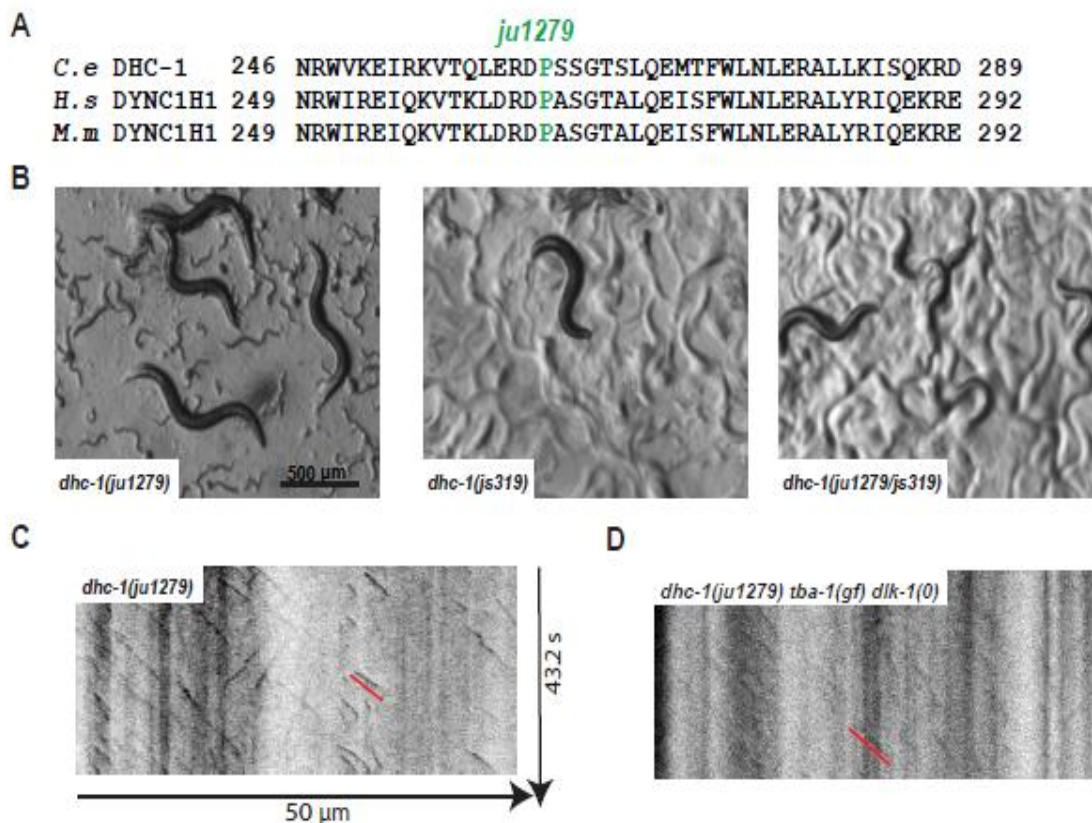 A
ju1279
C.e DHC-1 246 NRWVKEIRKVTQLERDPSSGTSLQEMTFWLNLERALLKISQKRD 289
H.s DYNC1H1 249 NRWIREIQKVTKLDRDPASGTALQEISFWLNLERALYRIQEKRE 292
M.m DYNC1H1 249 NRWIREIQKVTKLDRDPASGTALQEISFWLNLERALYRIQEKRE 292
B
dhc-1(ju1279)
500 µm
dhc-1(js319)
dhc-1(ju1279/js319)
C
dhc-1(ju1279)
43.2 s
50 µm
D
dhc-1(ju1279) tba-1(gf) dlk-1(0)